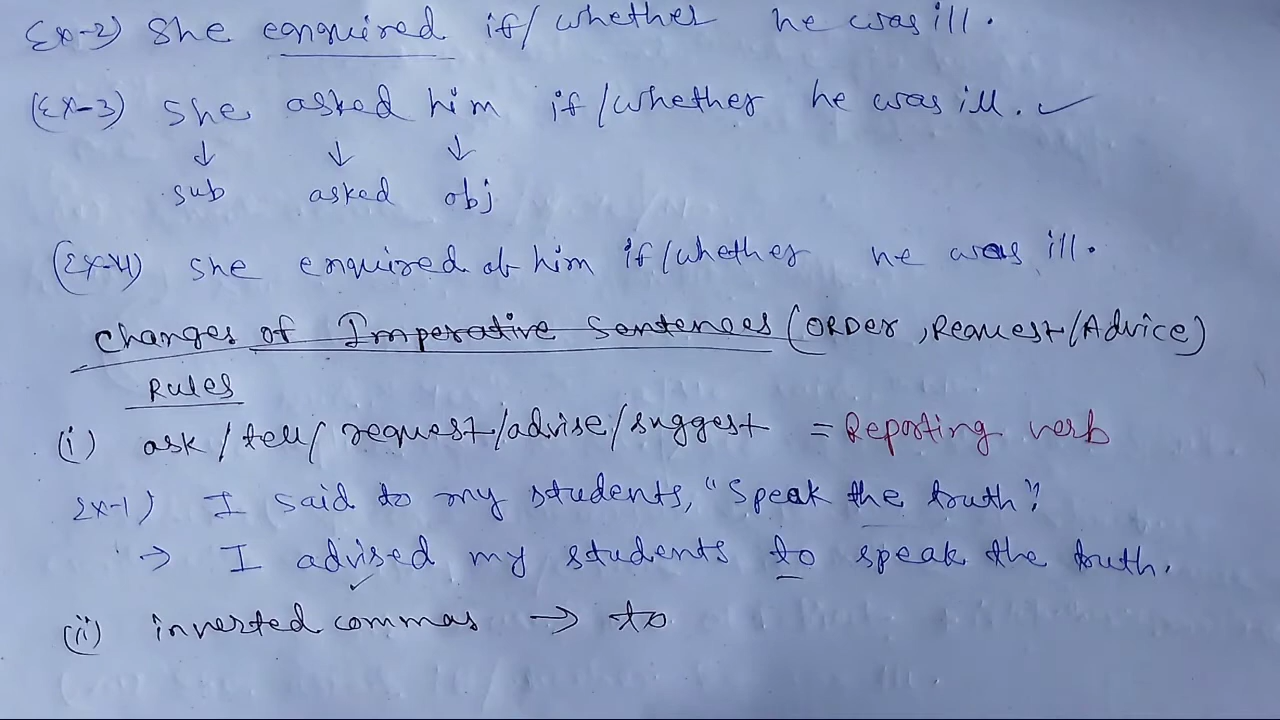 Ex-2) She enquired if/whether he was ill.
(Ex-3) She asked him if/whether he was ill. ✓
↓ ↓ ↓
sub asked obj
(Ex-4) She enquired of him if/whether he was ill.
Changes of Imperative Sentences (ORDER, Request/Advice)
Rules
(i) ask/tell/request/advise/suggest = Reporting verb
Ex-1) I said to my students, "Speak the truth".
→ I advised my students to speak the truth.
(ii) inverted commas → to